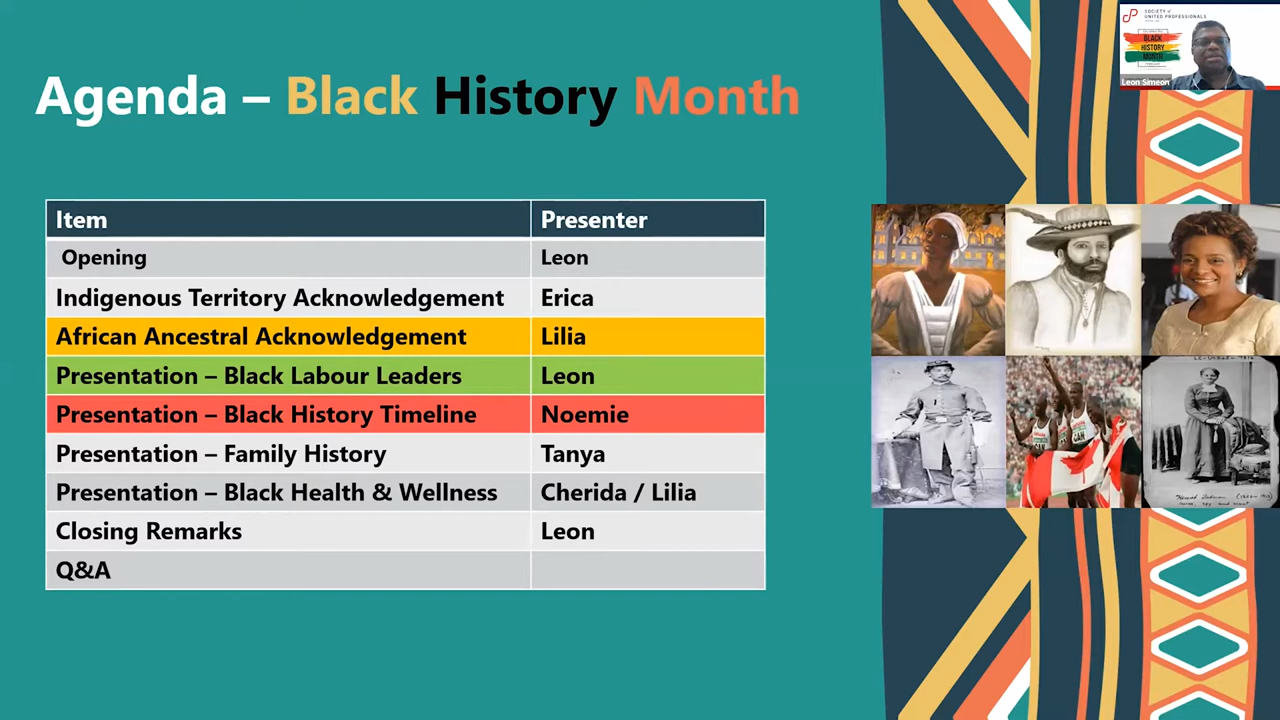 SOCIETY of
UNITED PROFESSIONALS
BLACK
HISTORY
MONTH
Leon Simeon
Agenda – Black History Month
Item Presenter
Opening Leon
Indigenous Territory Acknowledgement Erica
African Ancestral Acknowledgement Lilia
Presentation – Black Labour Leaders Leon
Presentation – Black History Timeline Noemie
Presentation – Family History Tanya
Presentation – Black Health & Wellness Cherida / Lilia
Closing Remarks Leon
Q&A
CAN
CAN